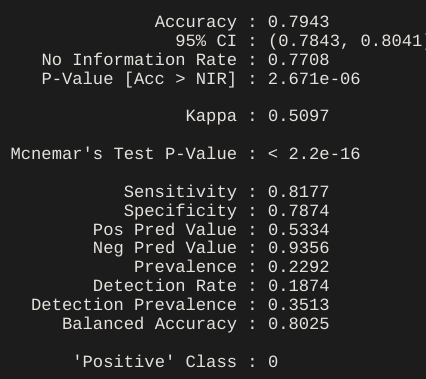 Accuracy : 0.7943
95% CI : (0.7843, 0.8041)
No Information Rate : 0.7708
P-Value [Acc > NIR] : 2.671e-06
Kappa : 0.5097
Mcnemar's Test P-Value : < 2.2e-16
Sensitivity : 0.8177
Specificity : 0.7874
Pos Pred Value : 0.5334
Neg Pred Value : 0.9356
Prevalence : 0.2292
Detection Rate : 0.1874
Detection Prevalence : 0.3513
Balanced Accuracy : 0.8025
'Positive' Class : 0